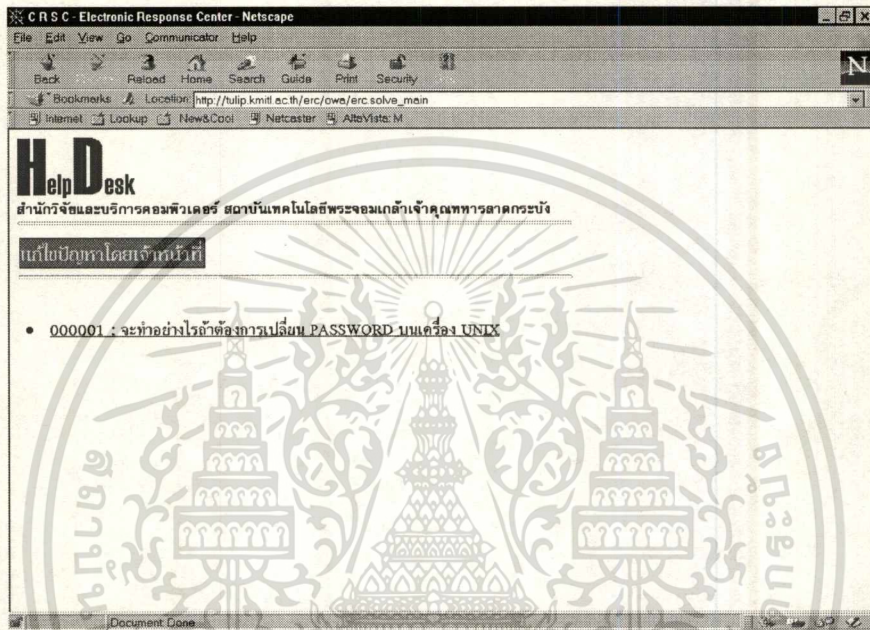 C R S C - Electronic Response Center - Netscape
File Edit View Go Communicator Help
Back Reload Home Search Guide Print Security
Bookmarks Location: http://tulip.kmitl.ac.th/erc/owa/erc.solve_main
Internet Lookup New&Cool Netcaster AltaVista: M
N
HelpDesk
สำนักวิจัยและบริการคอมพิวเตอร์ สถาบันเทคโนโลยีพระจอมเกล้าเจ้าคุณทหารลาดกระบัง
แก้ไขปัญหาโดยเจ้าหน้าที่
• 000001 : จะทำอย่างไรถ้าต้องการเปลี่ยน PASSWORD บนเครื่อง UNIX
Document: Done